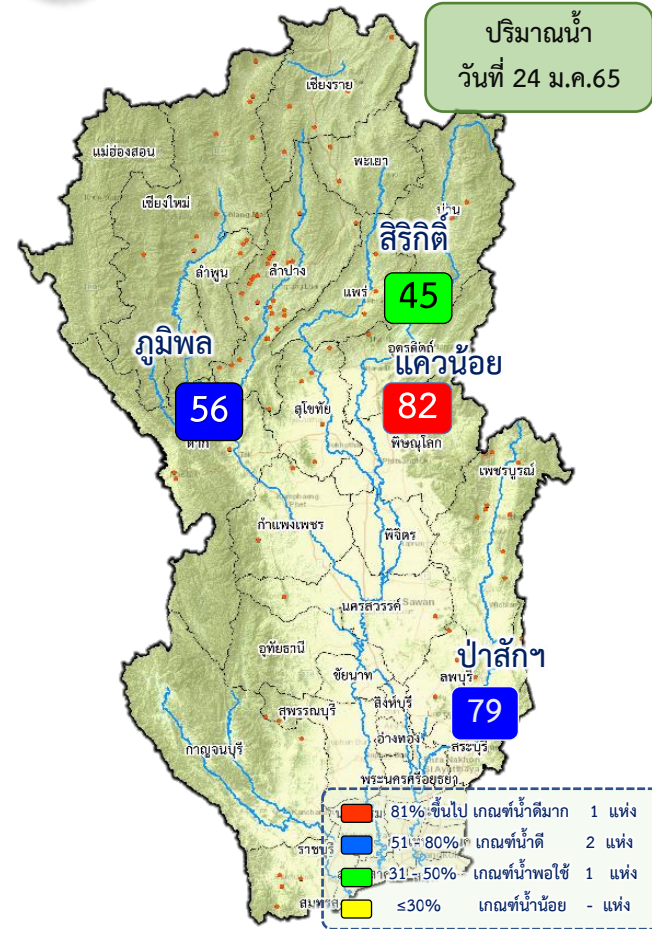 ปริมาณน้ำ
วันที่ 24 ม.ค.65
เชียงราย
แม่ฮ่องสอน
พะเยา
เชียงใหม่
น่าน
สิริกิติ์
ลำพูน
ลำปาง
แพร่
45
ภูมิพล
อุตรดิตถ์
แควน้อย
56
82
สุโขทัย
ตาก
พิษณุโลก
เพชรบูรณ์
กำแพงเพชร
พิจิตร
นครสวรรค์
Sawan
อุทัยธานี
ป่าสักฯ
ชัยนาท
ลพบุรี
สุพรรณบุรี
สิงห์บุรี
79
อ่างทอง
กาญจนบุรี
สระบุรี
พระนครศรีอยุธยา
81% ขึ้นไป เกณฑ์น้ำดีมาก 1 แห่ง
51 - 80% เกณฑ์น้ำดี 2 แห่ง
ราชบุรี
31 - 50% เกณฑ์น้ำพอใช้ 1 แห่ง
≤30% เกณฑ์น้ำน้อย - แห่ง